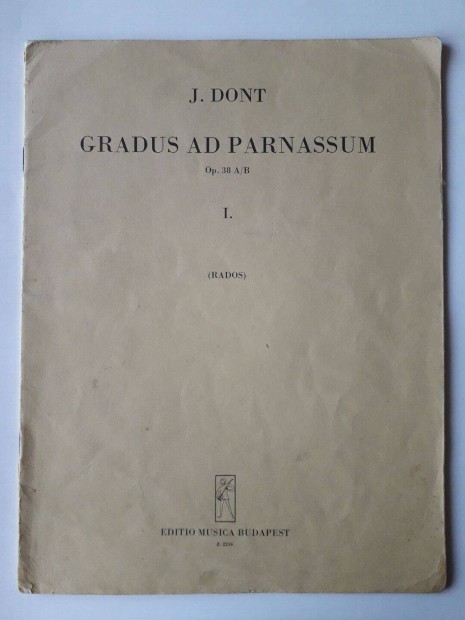 J. DONT
GRADUS AD PARNASSUM
Op. 38 A/B
I.
(RADOS)
EDITIO MUSICA BUDAPEST